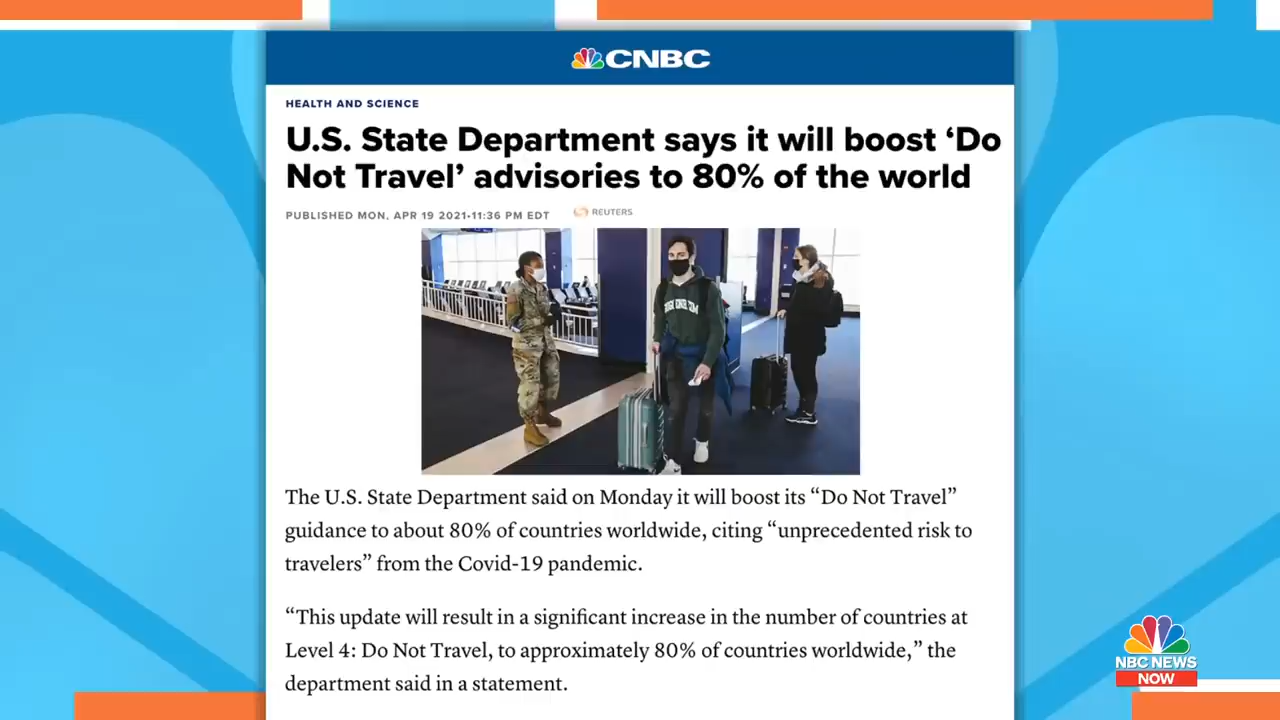 CNBC
HEALTH AND SCIENCE
U.S. State Department says it will boost ‘Do
Not Travel’ advisories to 80% of the world
PUBLISHED MON, APR 19 2021•11:36 PM EDT
REUTERS
The U.S. State Department said on Monday it will boost its “Do Not Travel”
guidance to about 80% of countries worldwide, citing “unprecedented risk to
travelers” from the Covid-19 pandemic.
“This update will result in a significant increase in the number of countries at
Level 4: Do Not Travel, to approximately 80% of countries worldwide,” the
department said in a statement.
NBC NEWS
NOW